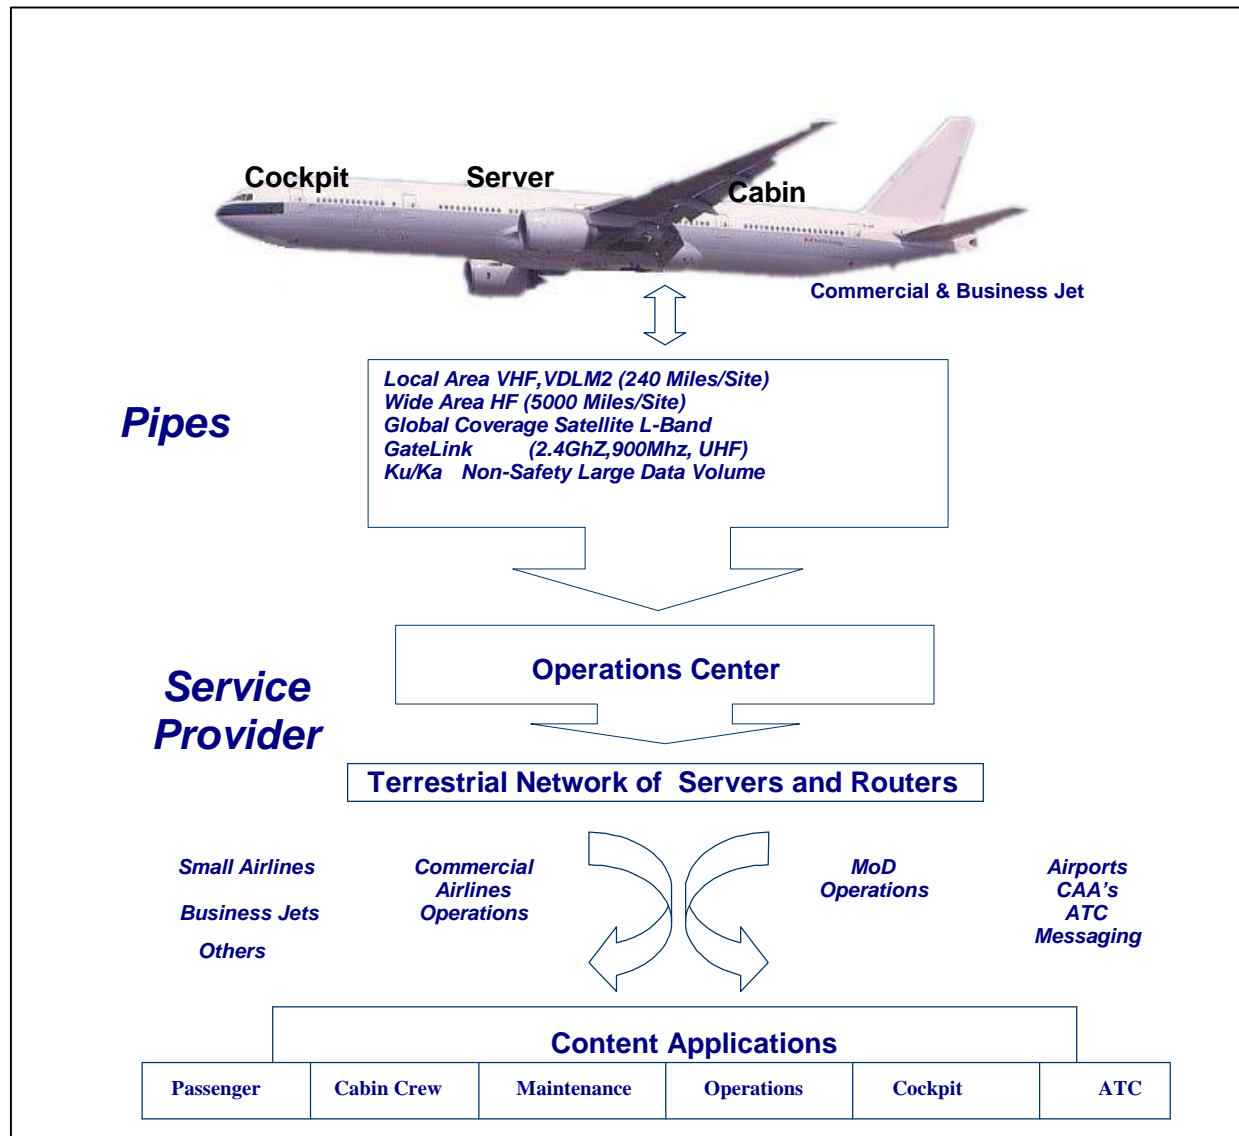 Cockpit
Server
Cabin
Commercial & Business Jet
Pipes
Local Area VHF,VDLM2 (240 Miles/Site)
Wide Area HF (5000 Miles/Site)
Global Coverage Satellite L-Band
GateLink (2.4GhZ,900Mhz, UHF)
Ku/Ka Non-Safety Large Data Volume
Service
Provider
Operations Center
Terrestrial Network of Servers and Routers
Small Airlines
Business Jets
Others
Commercial
Airlines
Operations
MoD
Operations
Airports
CAA's
ATC
Messaging
Content Applications
Passenger
Cabin Crew
Maintenance
Operations
Cockpit
ATC